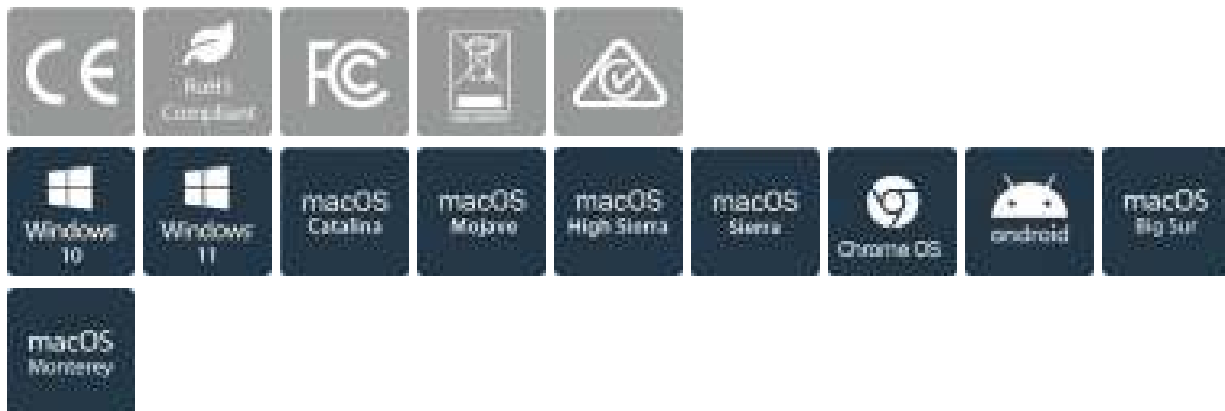 CE
RoHS
Compliant
FC
Windows
10
Windows
11
macOS
Catalina
macOS
Mojave
macOS
High Sierra
macOS
Sierra
Chrome OS
android
macOS
Big Sur
macOS
Monterey